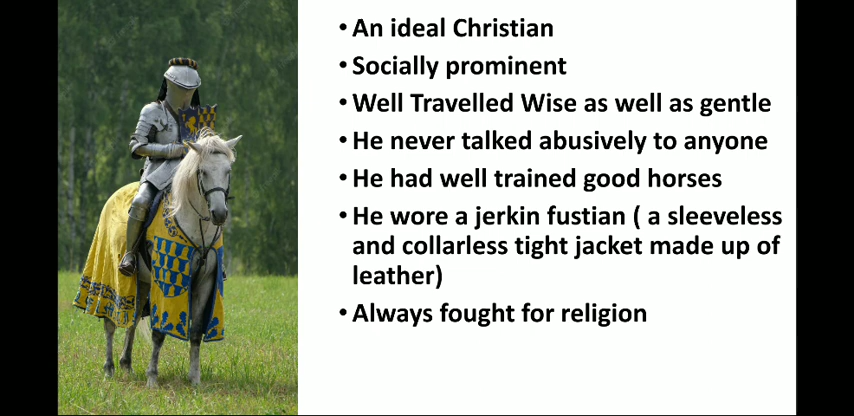 • An ideal Christian
• Socially prominent
• Well Travelled Wise as well as gentle
• He never talked abusively to anyone
• He had well trained good horses
• He wore a jerkin fustian ( a sleeveless
and collarless tight jacket made up of
leather)
• Always fought for religion